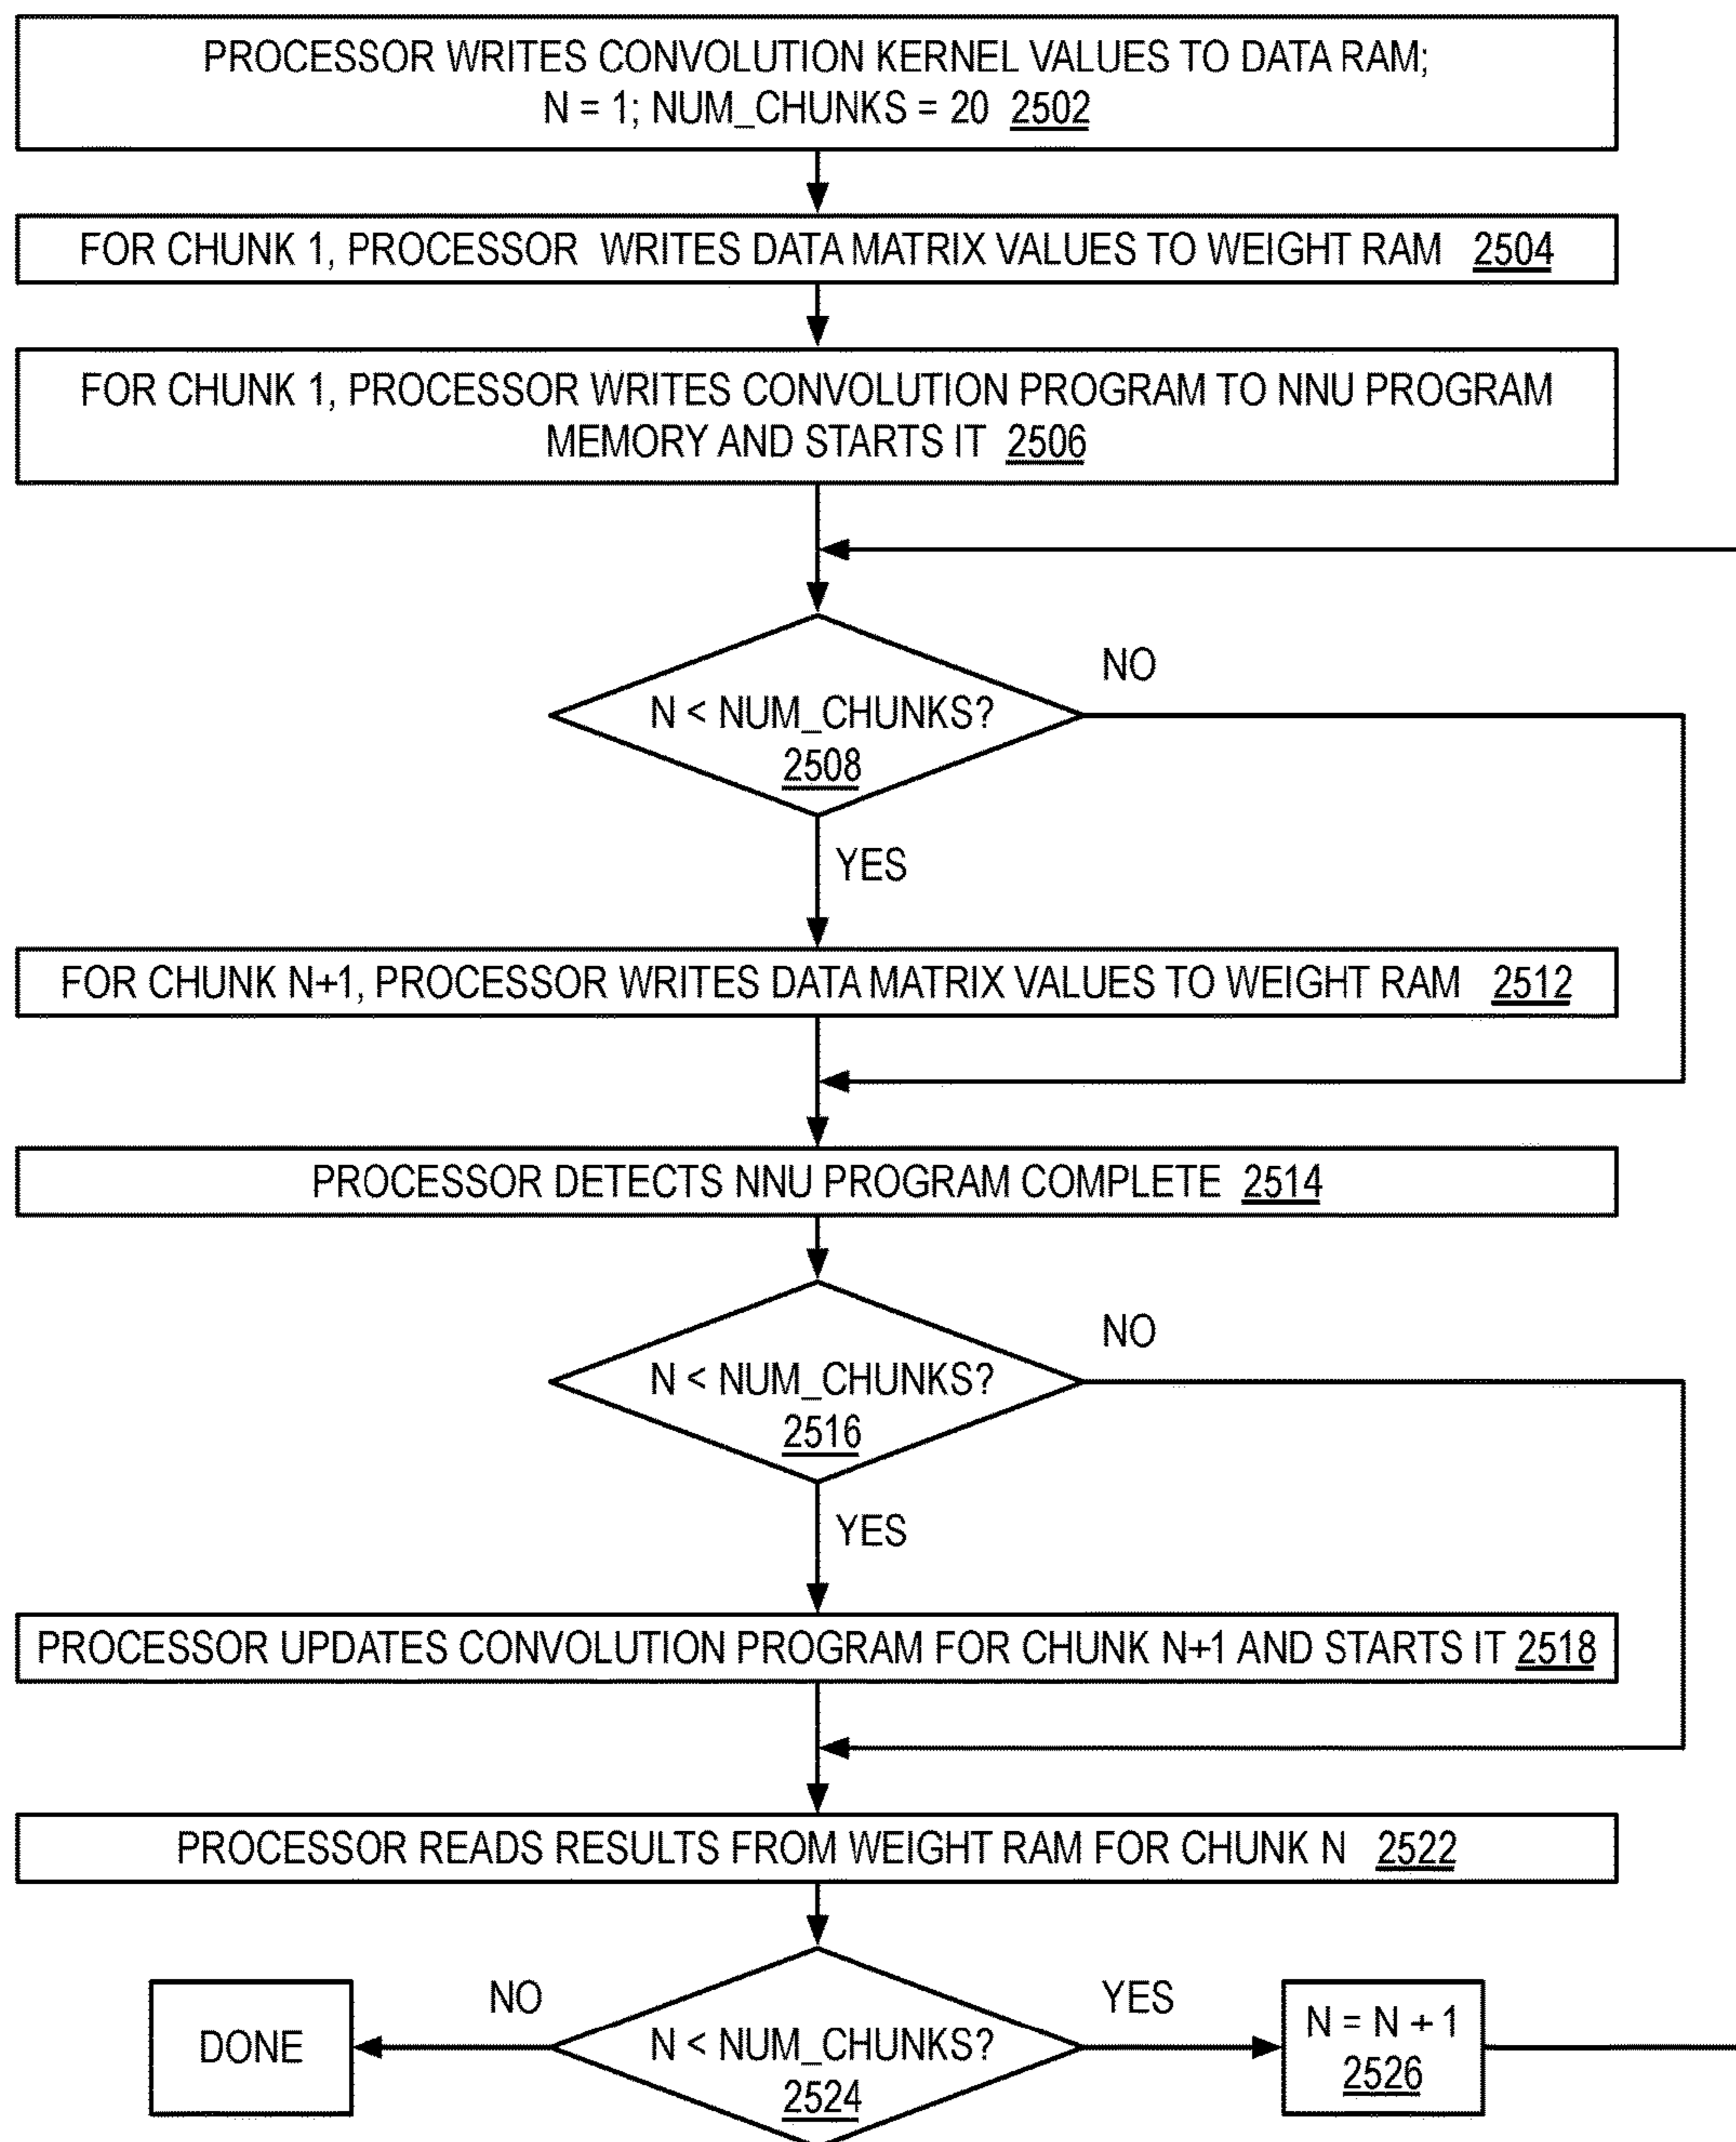 PROCESSOR WRITES CONVOLUTION KERNEL VALUES TO DATA RAM;
N = 1; NUM_CHUNKS = 20 2502
FOR CHUNK 1, PROCESSOR WRITES DATA MATRIX VALUES TO WEIGHT RAM 2504
FOR CHUNK 1, PROCESSOR WRITES CONVOLUTION PROGRAM TO NNU PROGRAM
MEMORY AND STARTS IT 2506
NO
N < NUM_CHUNKS?
2508
YES
FOR CHUNK N+1, PROCESSOR WRITES DATA MATRIX VALUES TO WEIGHT RAM 2512
PROCESSOR DETECTS NNU PROGRAM COMPLETE 2514
NO
N < NUM_CHUNKS?
2516
YES
PROCESSOR UPDATES CONVOLUTION PROGRAM FOR CHUNK N+1 AND STARTS IT 2518
PROCESSOR READS RESULTS FROM WEIGHT RAM FOR CHUNK N 2522
NO
YES
DONE
N < NUM_CHUNKS?
2524
N = N + 1
2526